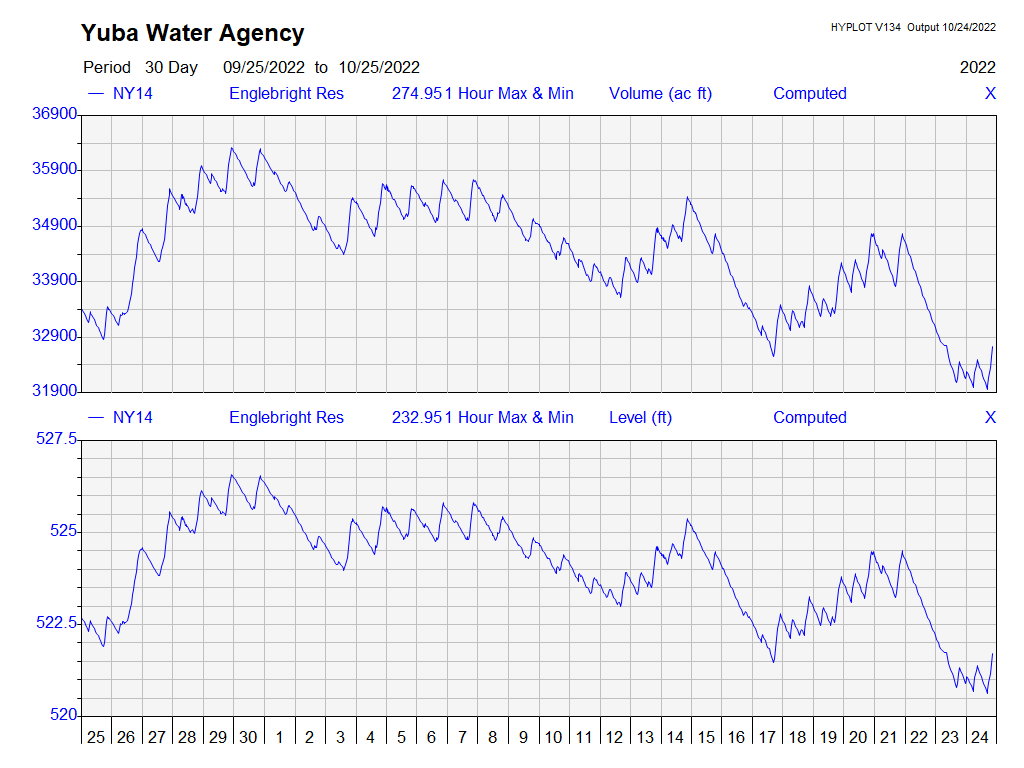 Yuba Water Agency
HYPLOT V134 Output 10/24/2022
Period 30 Day 09/25/2022 to 10/25/2022 2022
NY14 Englebright Res 274.951 Hour Max & Min Volume (ac ft) Computed X
36900
35900
34900
33900
32900
31900
NY14 Englebright Res 232.951 Hour Max & Min Level (ft) Computed X
527.5
525
522.5
520
25 26 27 28 29 30 1 2 3 4 5 6 7 8 9 10 11 12 13 14 15 16 17 18 19 20 21 22 23 24